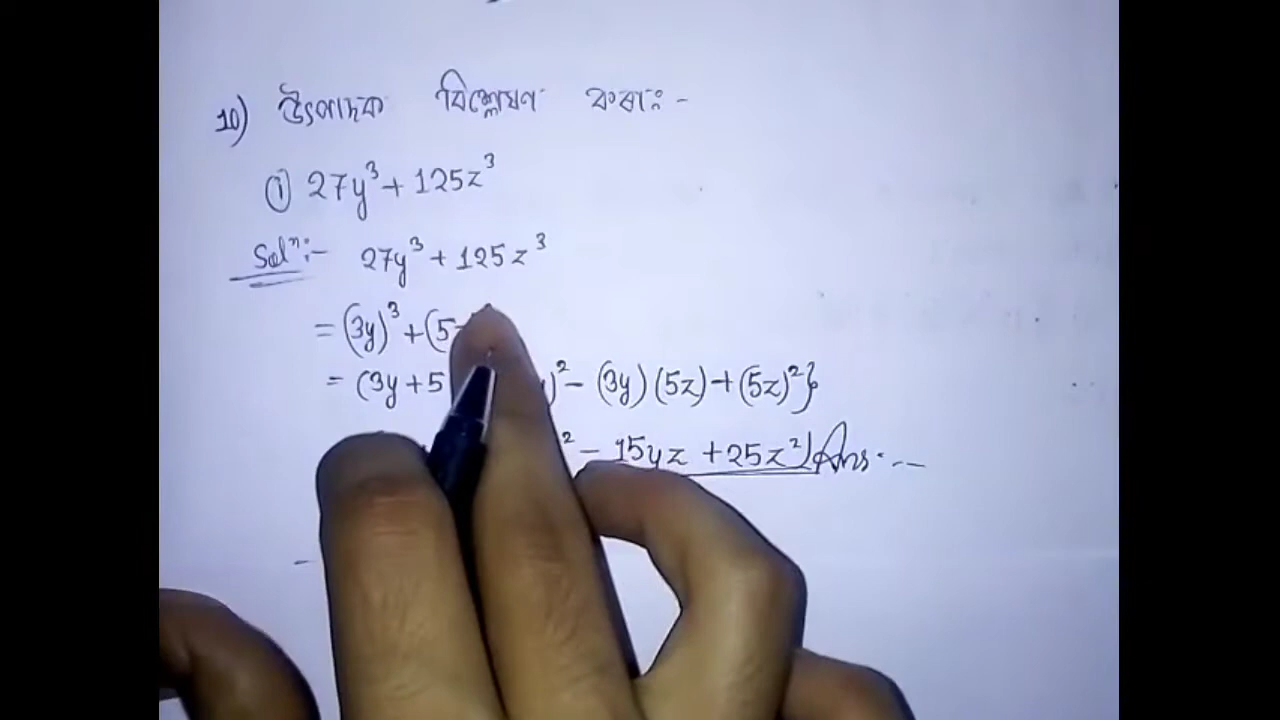 10) উৎপাদক বিশ্লেষণ কৰা:-
(i) 27y³ + 125z³
Solⁿ:- 27y³ + 125z³
= (3y)³ + (5
= (3y + 5 )² - (3y)(5z) + (5z)²}
² - 15yz + 25z²) Ans.--